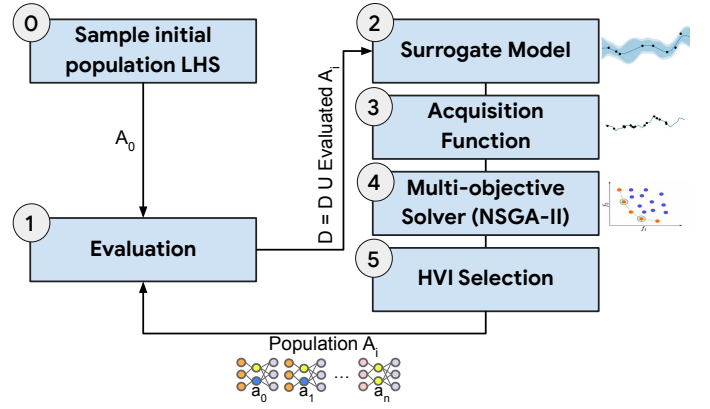 0
Sample initial
population LHS
A0
1
Evaluation
D = D U Evaluated Ai
2
Surrogate Model
3
Acquisition
Function
4
Multi-objective
Solver (NSGA-II)
5
HVI Selection
Population Ai
a0 a1 ... an